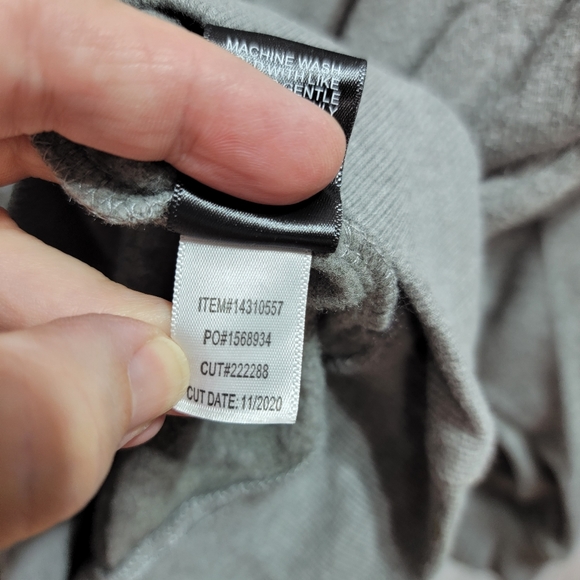 MACHINE WASH
WITH LIKE
GENTLE
ITEM#14310557
PO#1568934
CUT#222288
CUT DATE: 11/2020